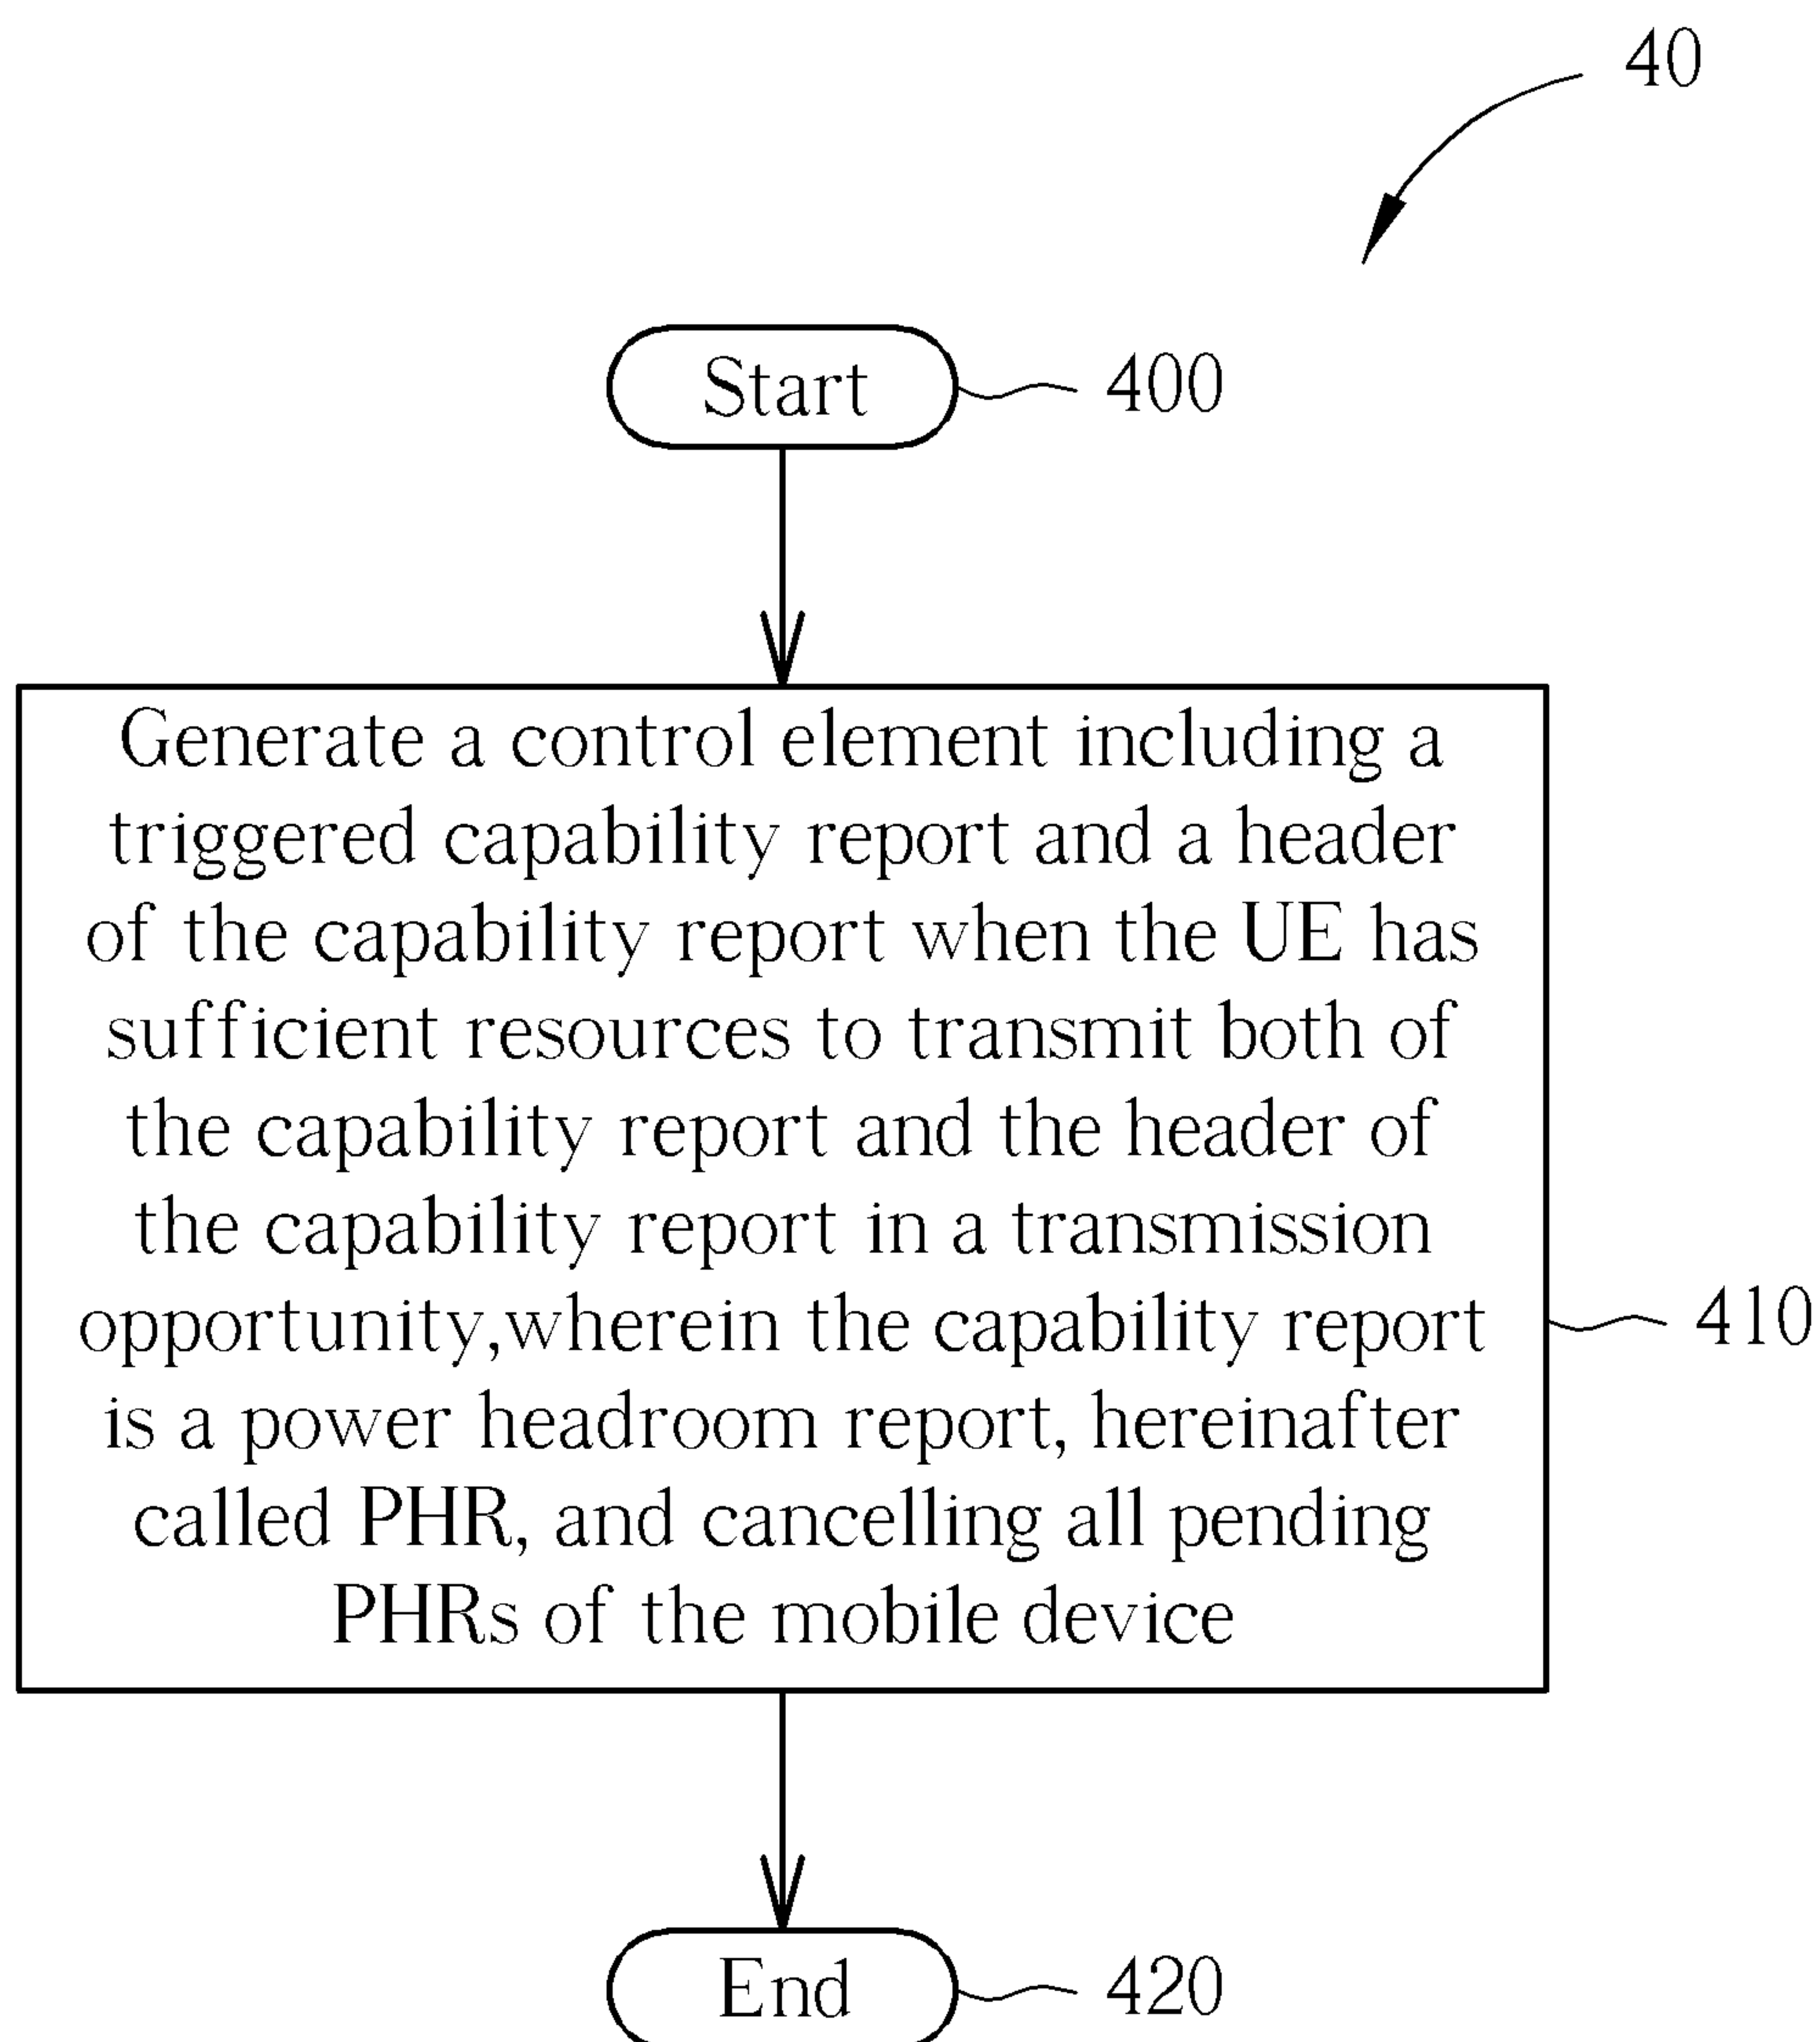 40
Start
400
Generate a control element including a
triggered capability report and a header
of the capability report when the UE has
sufficient resources to transmit both of
the capability report and the header of
the capability report in a transmission
opportunity,wherein the capability report
410
is a power headroom report, hereinafter
called PHR, and cancelling all pending
PHRs of the mobile device
End
420